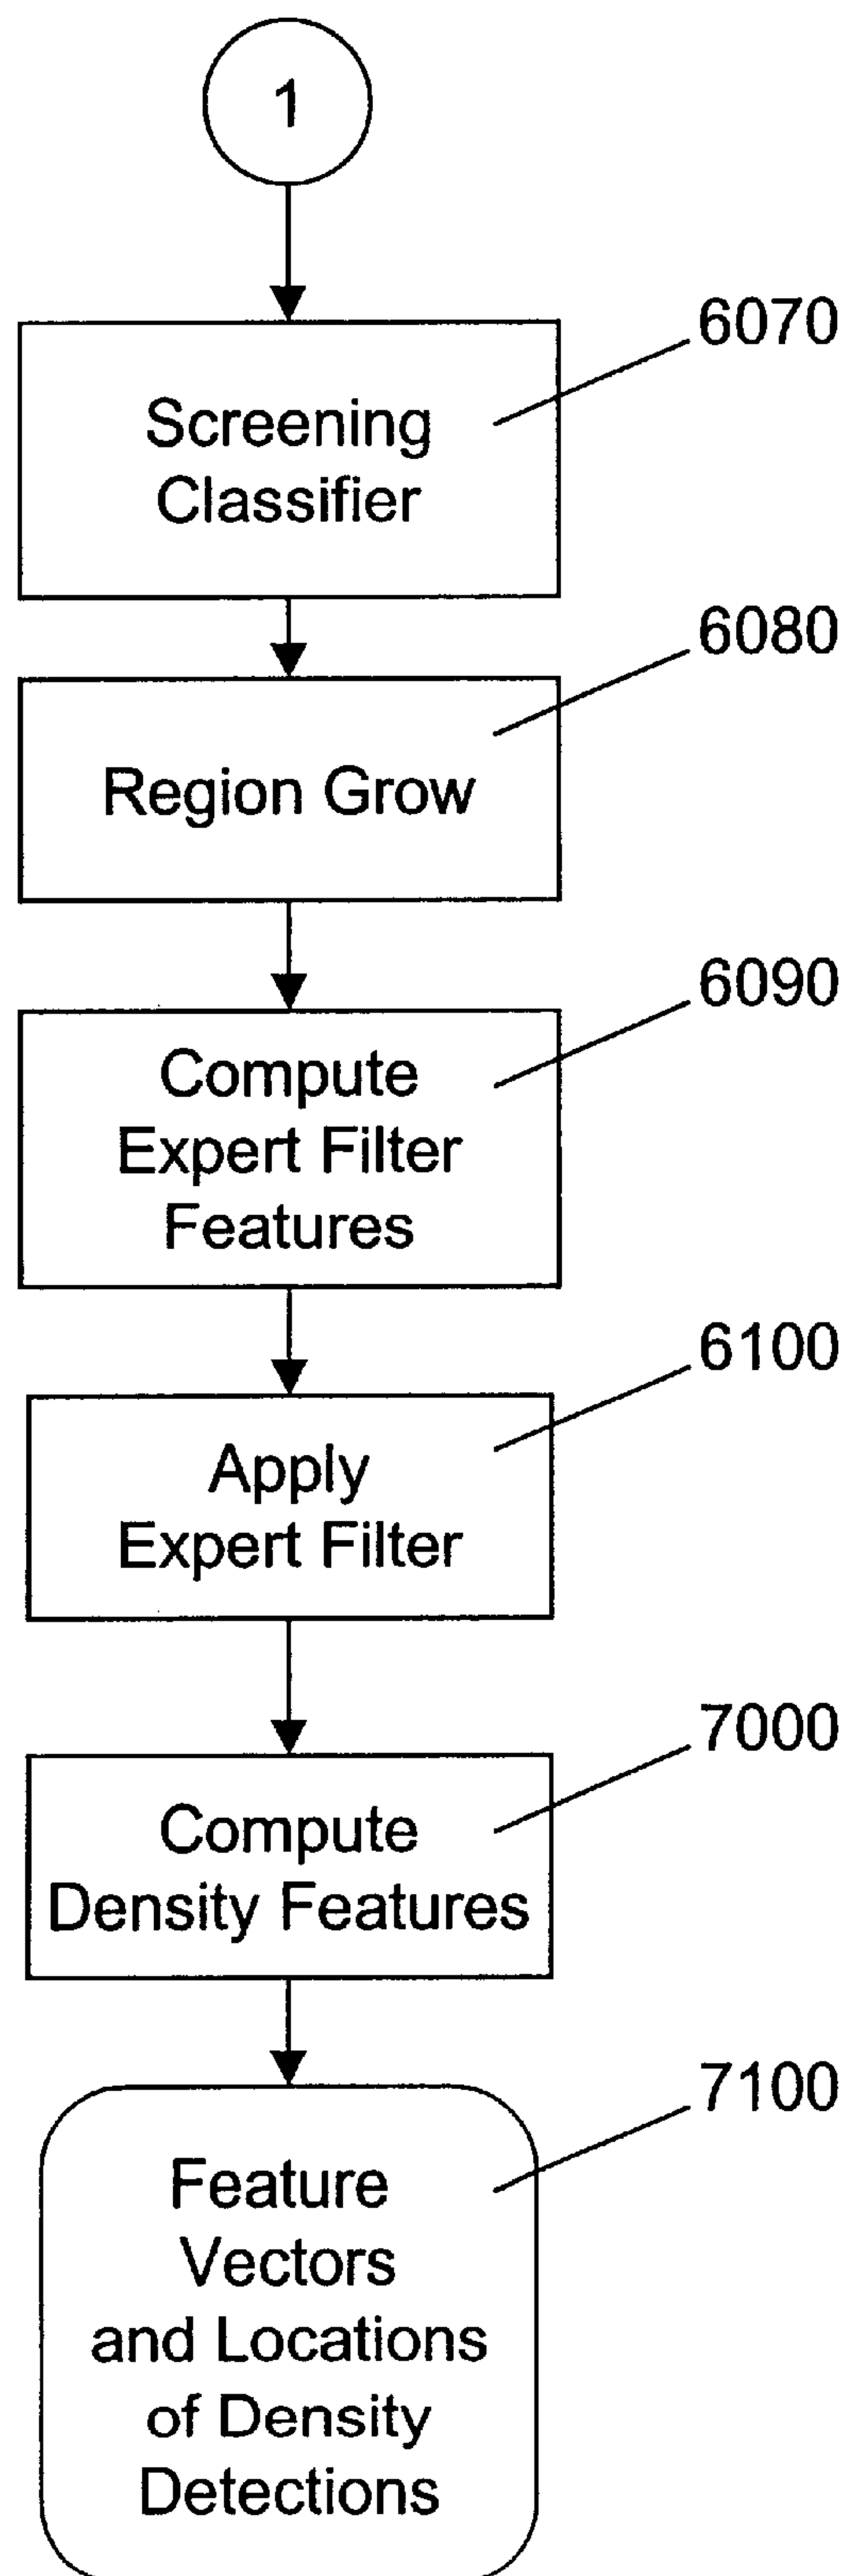 1
6070
Screening
Classifier
6080
Region Grow
6090
Compute
Expert Filter
Features
6100
Apply
Expert Filter
7000
Compute
Density Features
7100
Feature
Vectors
and Locations
of Density
Detections